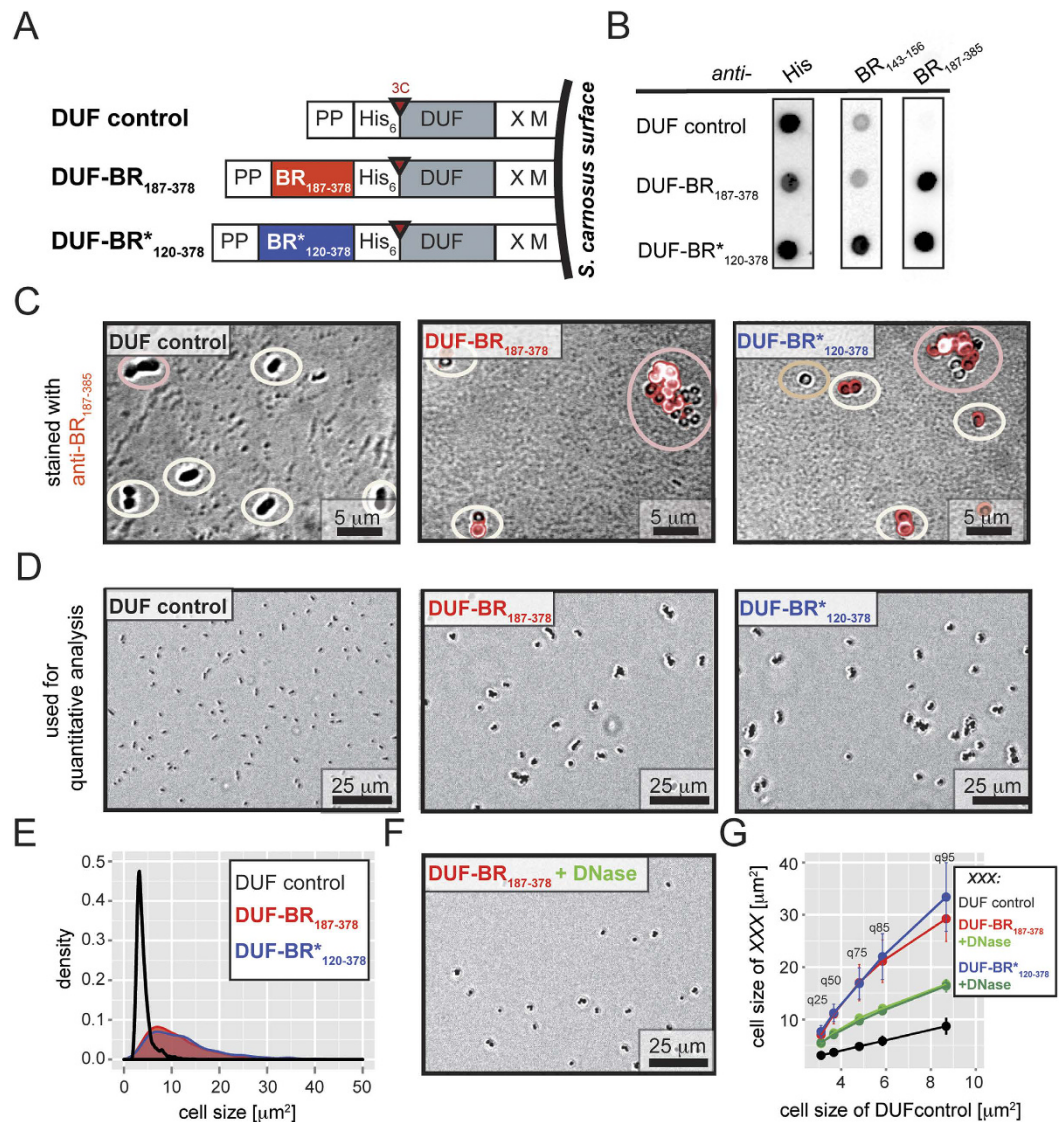 A
3C
DUF control PP His6 DUF X M
DUF-BR187-378 PP BR187-378 His6 DUF X M
DUF-BR*120-378 PP BR*120-378 His6 DUF X M
S. carnosus surface
B
anti- His BR143-156 BR187-385
DUF control
DUF-BR187-378
DUF-BR*120-378
C
stained with
anti-BR187-385
DUF control
5 μm
DUF-BR187-378
5 μm
DUF-BR*120-378
5 μm
D
used for
quantitative analysis
DUF control
25 μm
DUF-BR187-378
25 μm
DUF-BR*120-378
25 μm
E
density
0.5
0.4
0.3
0.2
0.1
0.0
0 10 20 30 40 50
cell size [μm²]
DUF control
DUF-BR187-378
DUF-BR*120-378
F
DUF-BR187-378 + DNase
25 μm
G
cell size of XXX [μm²]
40
30
20
10
q25
q50
q75
q85
q95
4 6 8 10
cell size of DUFcontrol [μm²]
XXX:
DUF control
DUF-BR187-378
+DNase
DUF-BR*120-378
+DNase